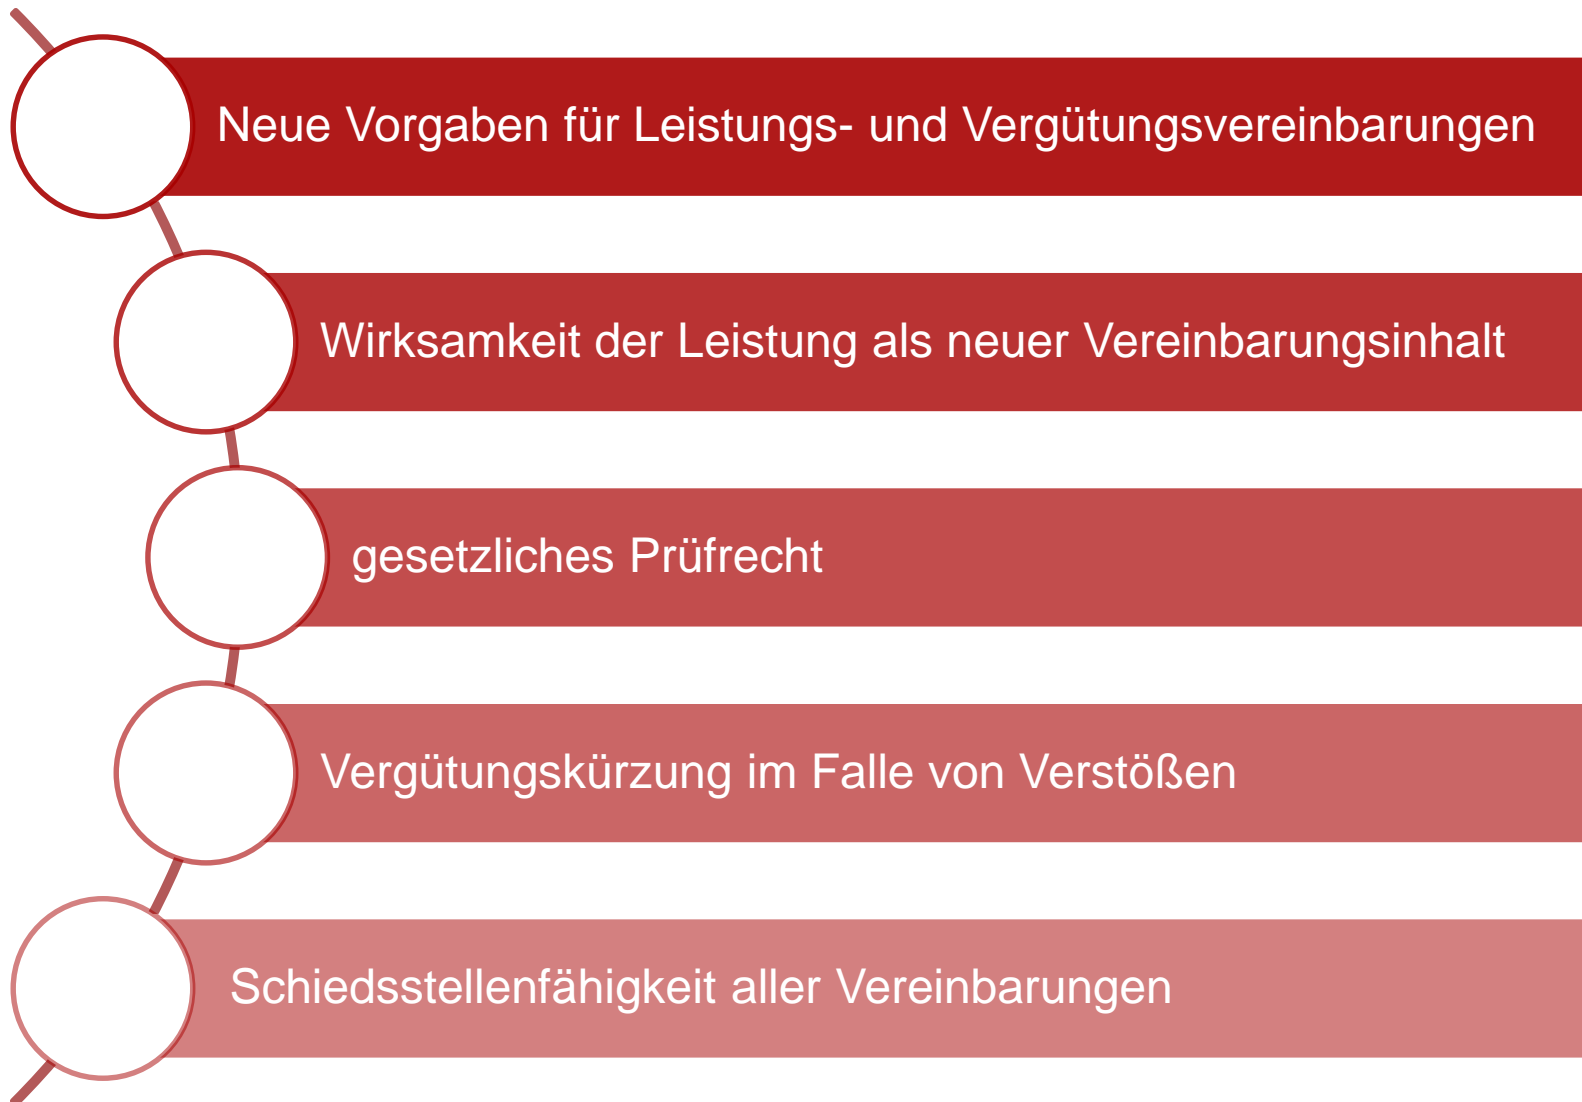 Neue Vorgaben für Leistungs- und Vergütungsvereinbarungen
Wirksamkeit der Leistung als neuer Vereinbarungsinhalt
gesetzliches Prüfrecht
Vergütungskürzung im Falle von Verstößen
Schiedsstellenfähigkeit aller Vereinbarungen